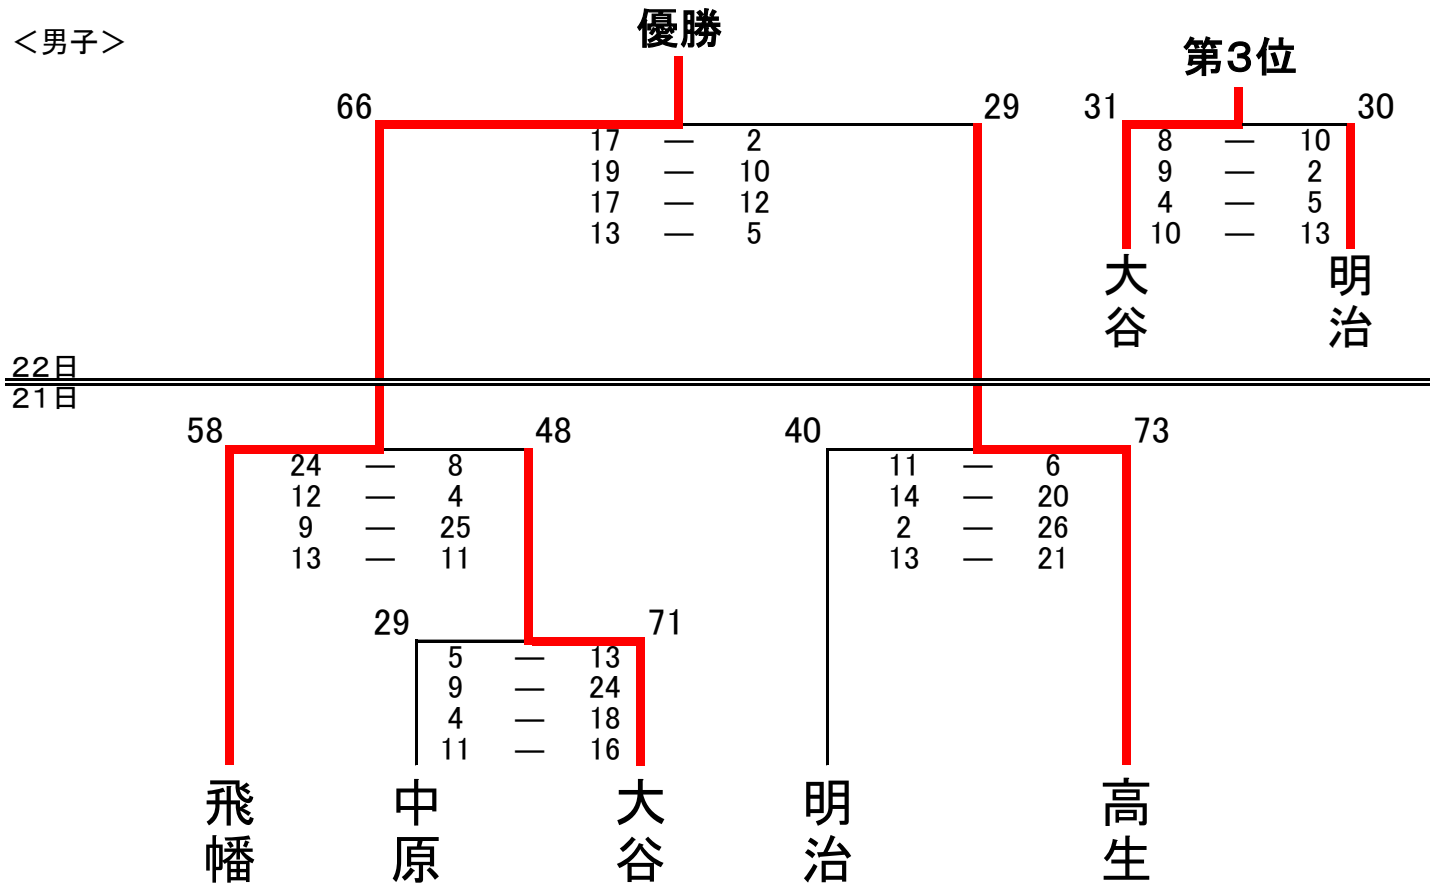 ＜男子＞
優勝
第３位
66 29
31 30
17 ― 2
19 ― 10
17 ― 12
13 ― 5
8 ― 10
9 ― 2
4 ― 5
10 ― 13
大谷
明治
２２日
２１日
58 48
40 73
24 ― 8
12 ― 4
9 ― 25
13 ― 11
11 ― 6
14 ― 20
2 ― 26
13 ― 21
29 71
5 ― 13
9 ― 24
4 ― 18
11 ― 16
飛幡
中原
大谷
明治
高生